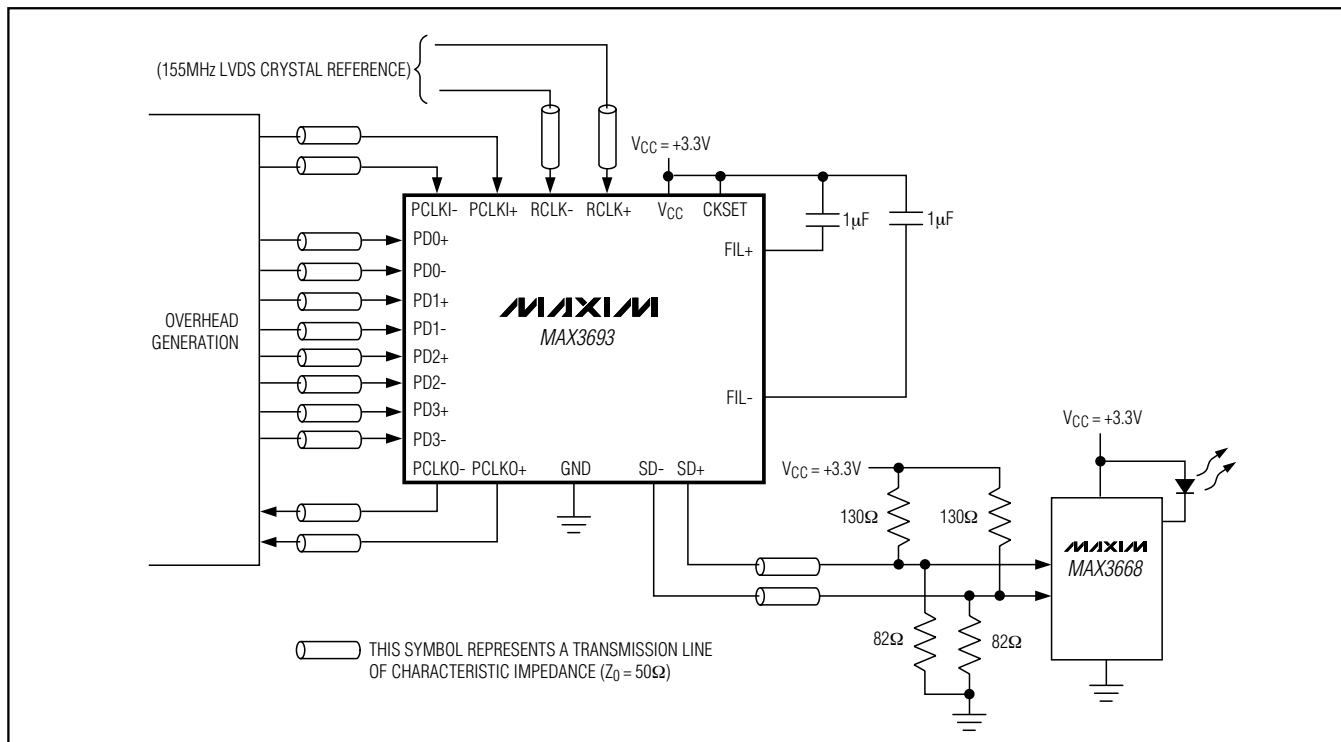 (155MHz LVDS CRYSTAL REFERENCE)
VCC = +3.3V
PCLKI- PCLKI+ RCLK- RCLK+ VCC CKSET
1µF
1µF
PD0+
FIL+
PD0-
PD1+
OVERHEAD
GENERATION
MAXIM
MAX3693
PD1-
PD2+
PD2-
FIL-
PD3+
PD3-
VCC = +3.3V
PCLKO- PCLKO+ GND SD- SD+
VCC = +3.3V
130Ω
130Ω
MAXIM
MAX3668
82Ω
82Ω
THIS SYMBOL REPRESENTS A TRANSMISSION LINE
OF CHARACTERISTIC IMPEDANCE (Z0 = 50Ω)